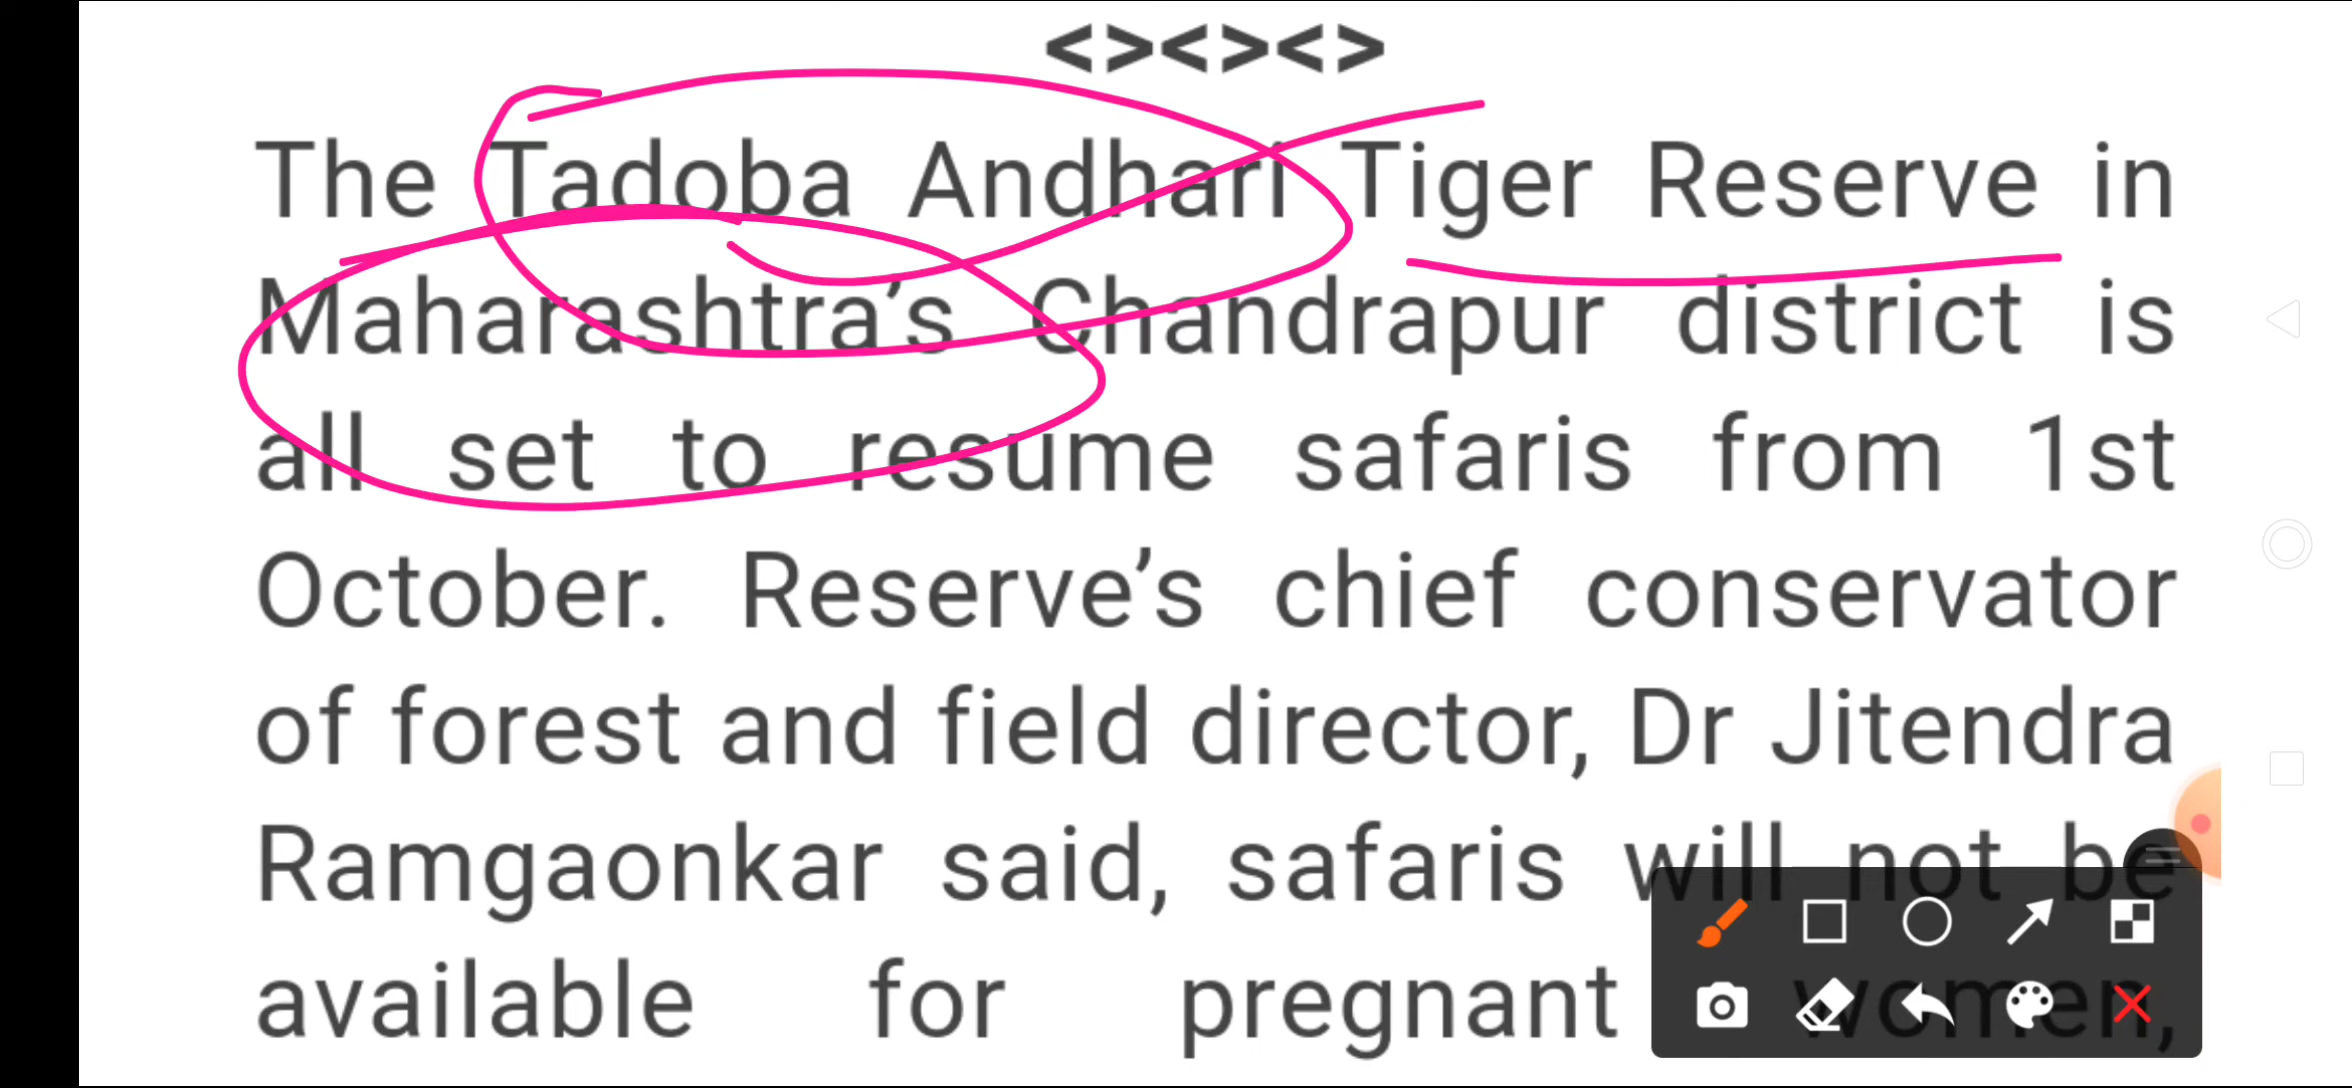 <><><>
The Tadoba Andhari Tiger Reserve in
Maharashtra’s Chandrapur district is
all set to resume safaris from 1st
October. Reserve’s chief conservator
of forest and field director, Dr Jitendra
Ramgaonkar said, safaris will not be
available for pregnant women,